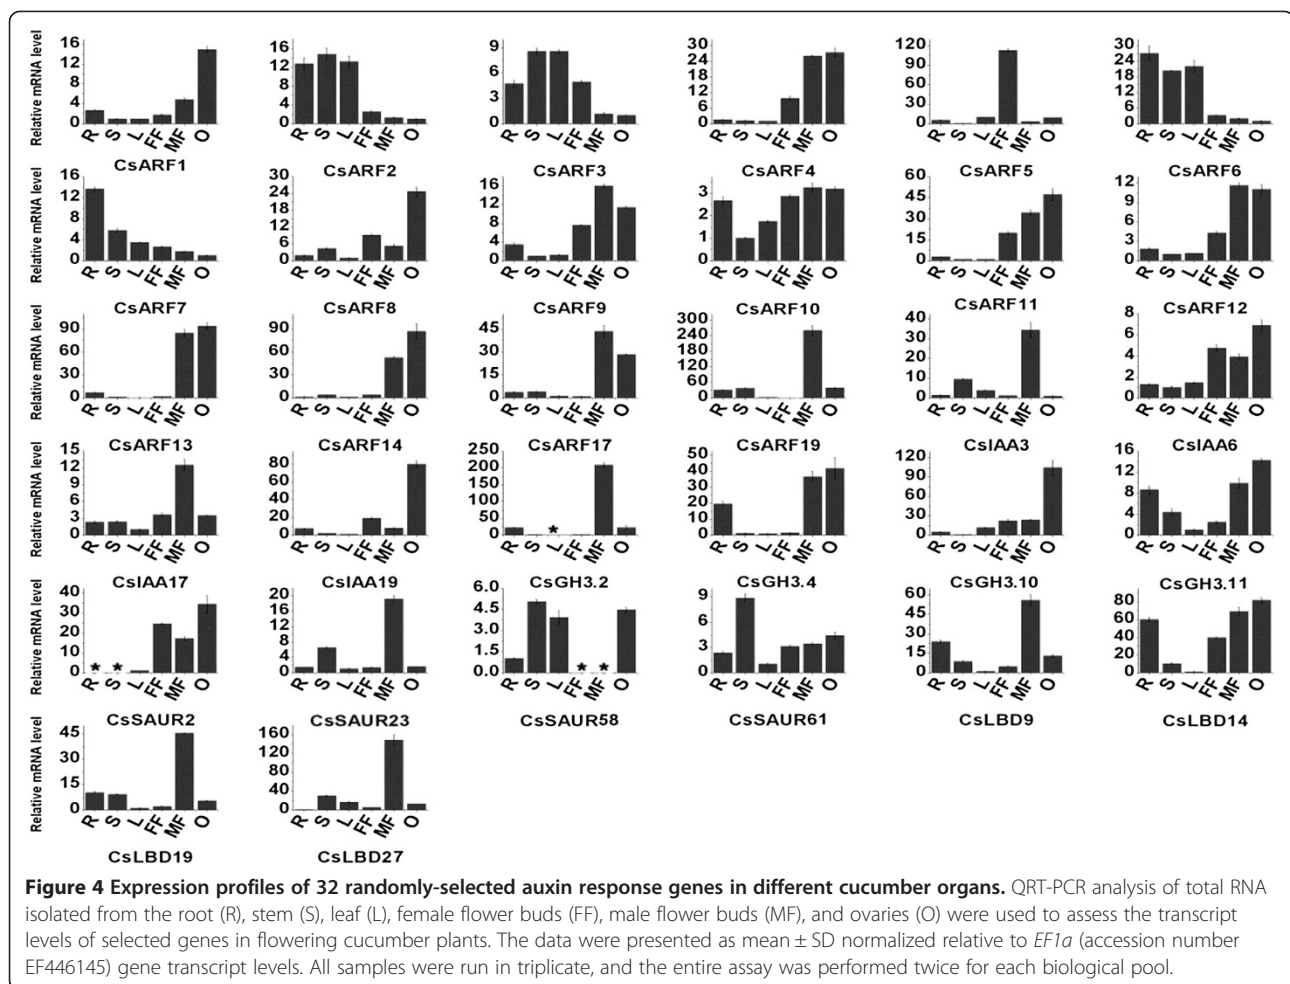 Relative mRNA level
16 12 8 4 0 R S L FF MF O
16 12 8 4 0 R S L FF MF O
9 6 3 0 R S L FF MF O
30 24 18 12 6 0 R S L FF MF O
120 90 60 30 0 R S L FF MF O
30 24 18 12 6 0 R S L FF MF O
CsARF1 CsARF2 CsARF3 CsARF4 CsARF5 CsARF6
Relative mRNA level
16 12 8 4 0 R S L FF MF O
30 24 18 12 6 0 R S L FF MF O
16 12 8 4 0 R S L FF MF O
3 2 1 0 R S L FF MF O
60 45 30 15 0 R S L FF MF O
12 9 6 3 0 R S L FF MF O
CsARF7 CsARF8 CsARF9 CsARF10 CsARF11 CsARF12
Relative mRNA level
90 60 30 0 R S L FF MF O
90 60 30 0 R S L FF MF O
45 30 15 0 R S L FF MF O
300 240 180 120 60 0 R S L FF MF O
40 30 20 10 0 R S L FF MF O
8 6 4 2 0 R S L FF MF O
CsARF13 CsARF14 CsARF17 CsARF19 CsIAA3 CsIAA6
Relative mRNA level
15 12 9 6 3 0 R S L FF MF O
80 60 40 20 0 R S L FF MF O
250 200 150 100 50 0 * R S L FF MF O
50 40 30 20 10 0 R S L FF MF O
120 90 60 30 0 R S L FF MF O
16 12 8 4 0 R S L FF MF O
CsIAA17 CsIAA19 CsGH3.2 CsGH3.4 CsGH3.10 CsGH3.11
Relative mRNA level
40 30 20 10 0 * * R S L FF MF O
20 16 12 8 4 0 R S L FF MF O
6.0 4.5 3.0 1.5 0.0 * * R S L FF MF O
9 6 3 0 R S L FF MF O
60 45 30 15 0 R S L FF MF O
80 60 40 20 0 R S L FF MF O
CsSAUR2 CsSAUR23 CsSAUR58 CsSAUR61 CsLBD9 CsLBD14
Relative mRNA level
45 30 15 0 R S L FF MF O
160 120 80 40 0 R S L FF MF O
CsLBD19 CsLBD27
Figure 4 Expression profiles of 32 randomly-selected auxin response genes in different cucumber organs. QRT-PCR analysis of total RNA
isolated from the root (R), stem (S), leaf (L), female flower buds (FF), male flower buds (MF), and ovaries (O) were used to assess the transcript
levels of selected genes in flowering cucumber plants. The data were presented as mean ± SD normalized relative to EF1a (accession number
EF446145) gene transcript levels. All samples were run in triplicate, and the entire assay was performed twice for each biological pool.